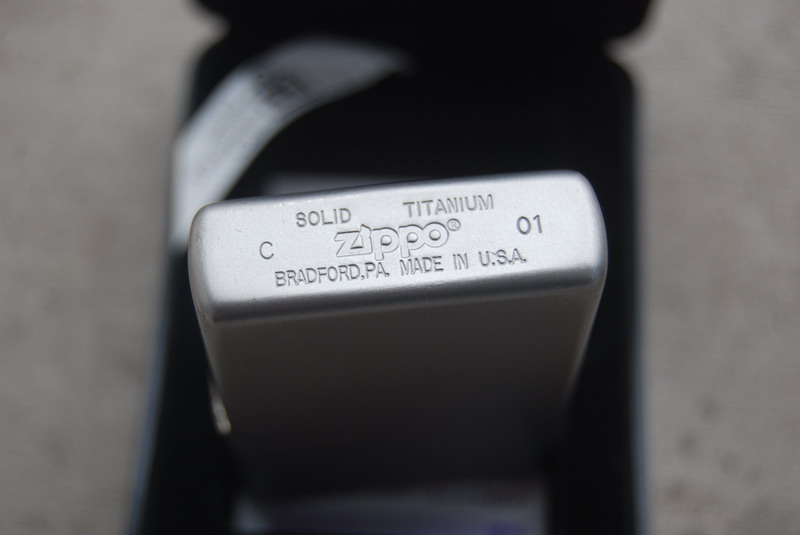 SOLID TITANIUM
C Zippo® 01
BRADFORD, PA. MADE IN U.S.A.